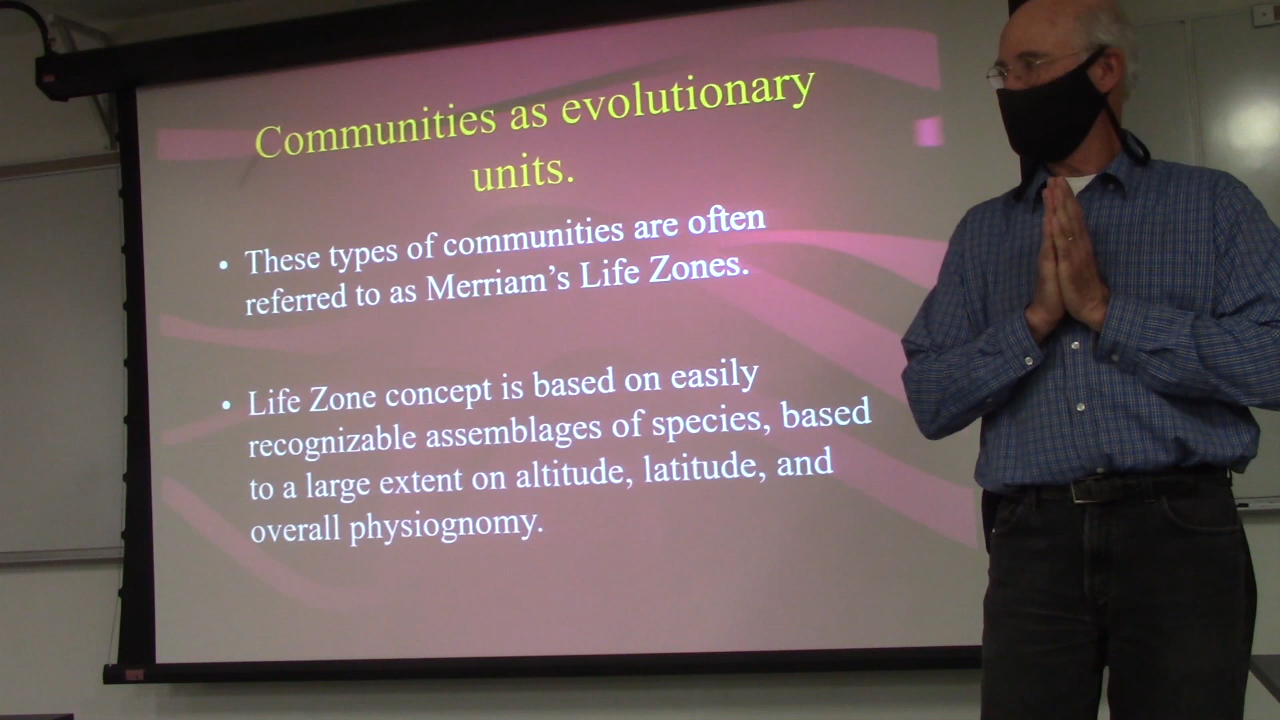 Communities as evolutionary
units.
• These types of communities are often
referred to as Merriam's Life Zones.
• Life Zone concept is based on easily
recognizable assemblages of species, based
to a large extent on altitude, latitude, and
overall physiognomy.